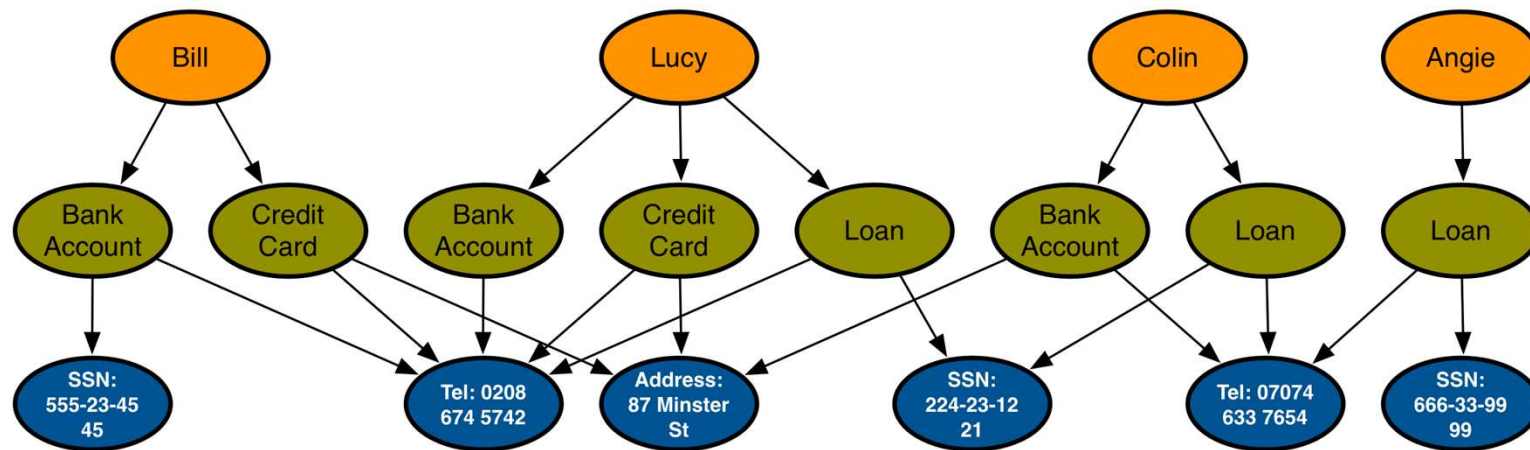 Bill
Lucy
Colin
Angie
Bank
Account
Credit
Card
Bank
Account
Credit
Card
Loan
Bank
Account
Loan
Loan
SSN:
555-23-45
45
Tel: 0208
674 5742
Address:
87 Minster
St
SSN:
224-23-12
21
Tel: 07074
633 7654
SSN:
666-33-99
99